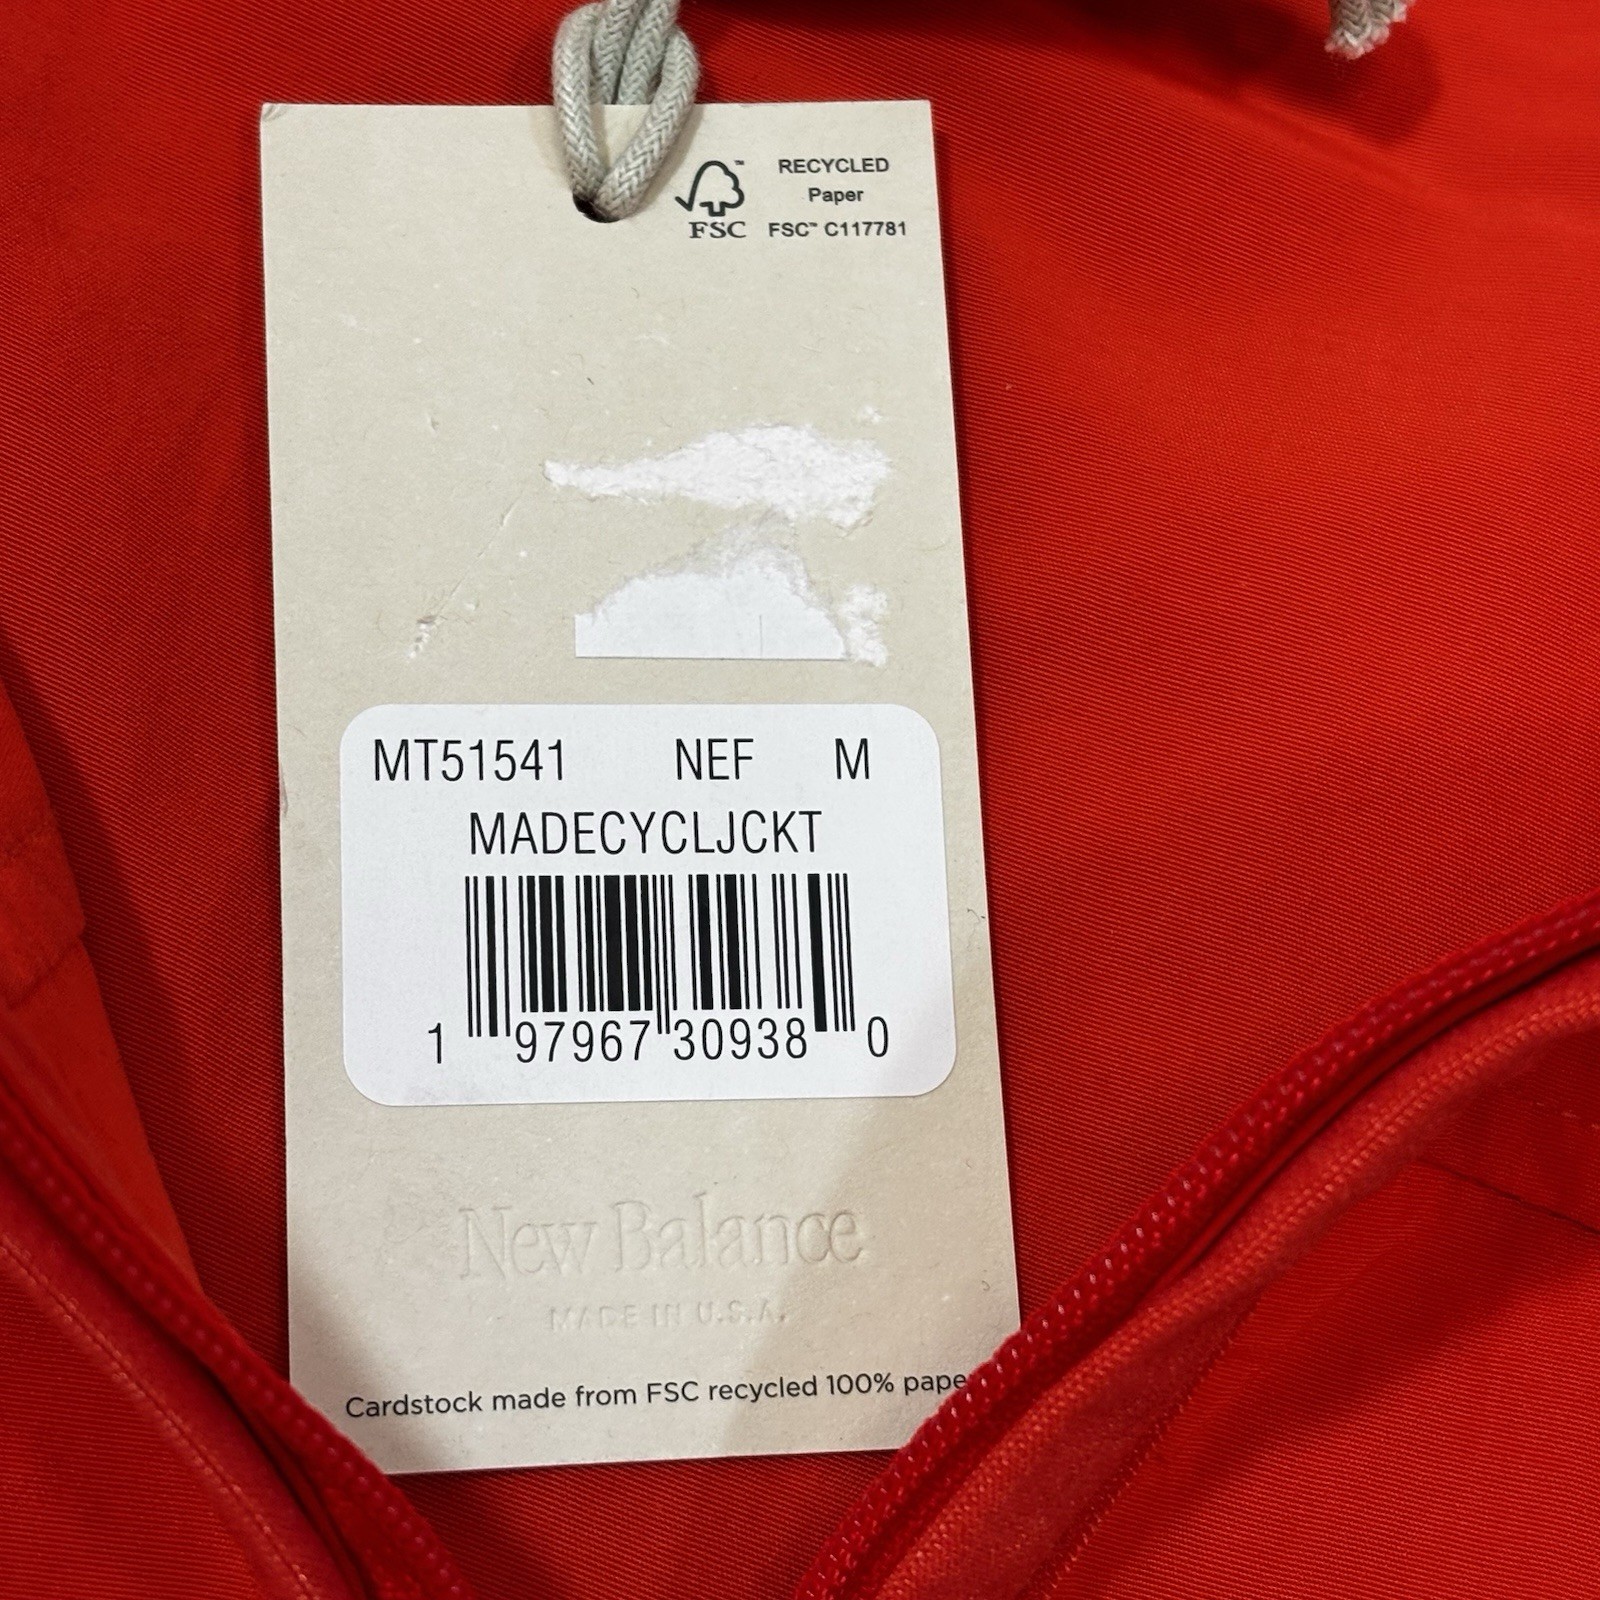 RECYCLED
Paper
FSC™ C117781
FSC
MT51541 NEF M
MADECYCLJCKT
1 97967 30938 0
New Balance
MADE IN U.S.A.
Cardstock made from FSC recycled 100% pape